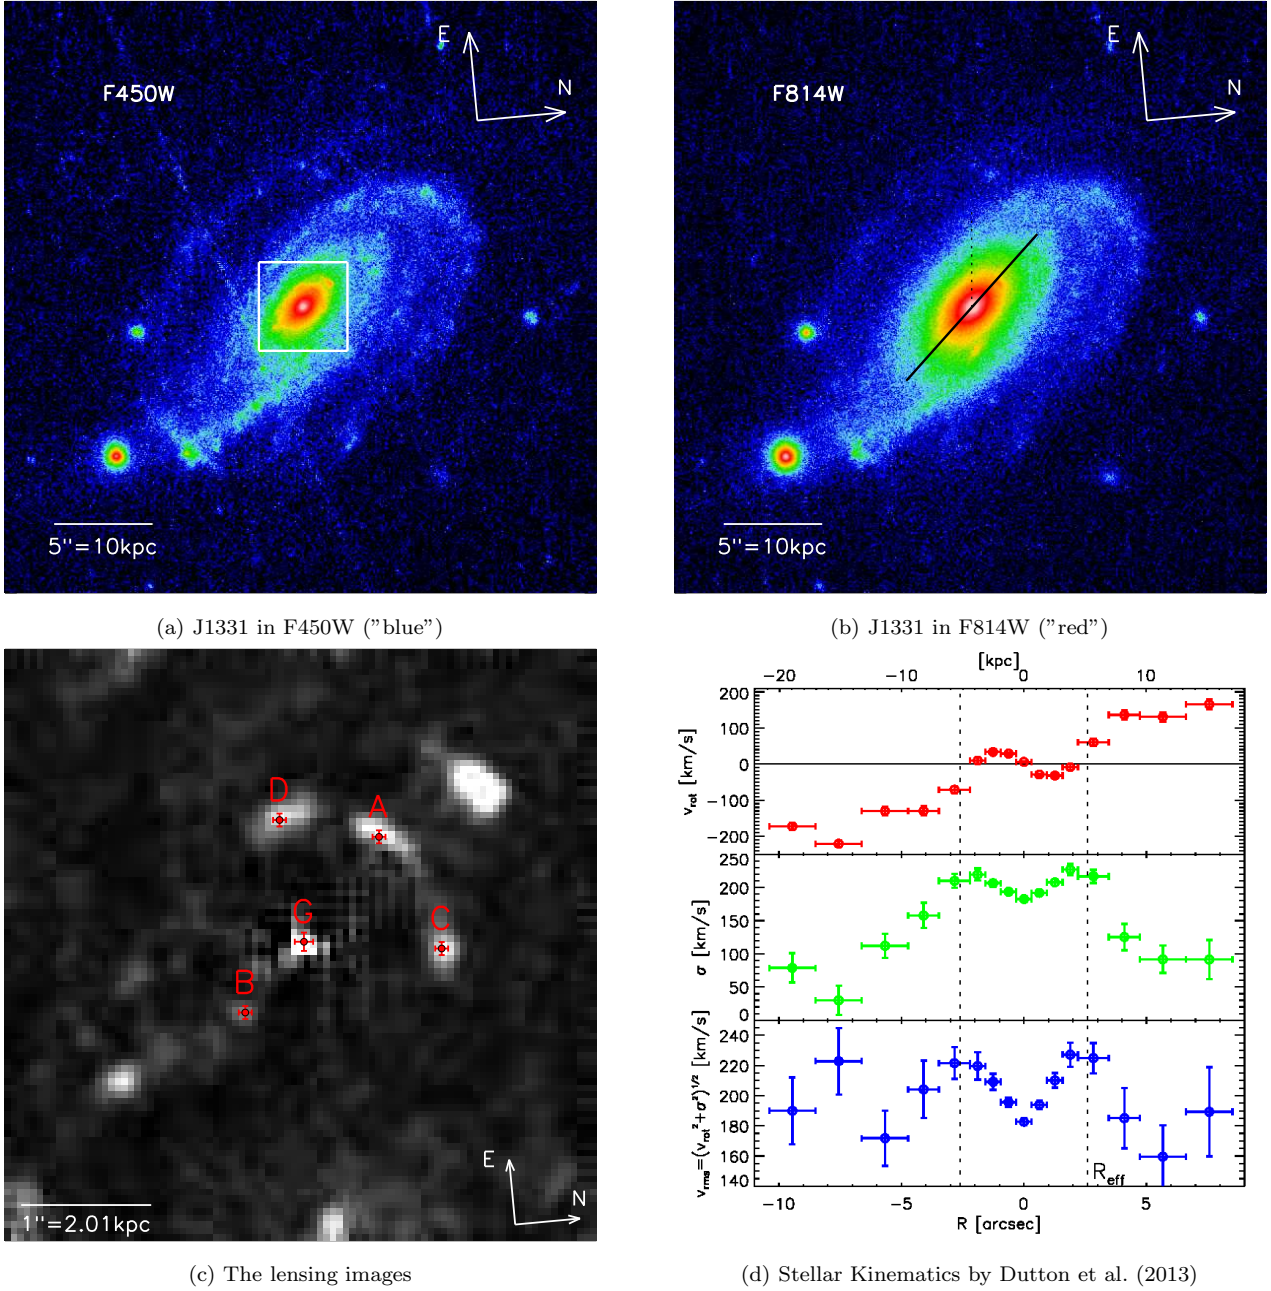 E
N
F450W
5"=10kpc
(a) J1331 in F450W ("blue")
E
N
F814W
5"=10kpc
(b) J1331 in F814W ("red")
D
A
G
C
B
E
N
1"=2.01kpc
(c) The lensing images
[kpc]
−20 −10 0 10
200
100
0
−100
−200
v_rot [km/s]
250
200
150
100
50
0
σ [km/s]
240
220
200
180
160
140
v_rms=(v_rot²+σ²)^1/2 [km/s]
R_eff
−10 −5 0 5
R [arcsec]
(d) Stellar Kinematics by Dutton et al. (2013)